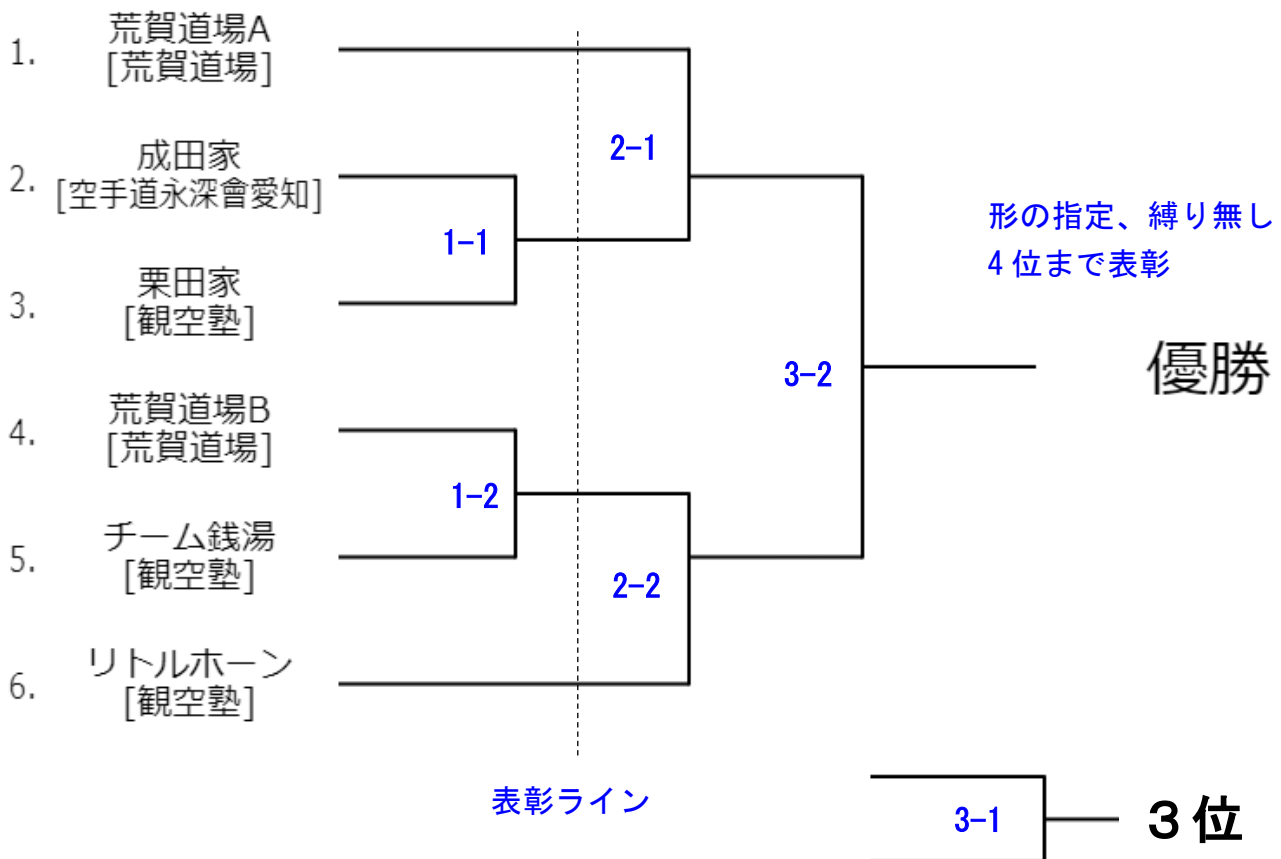 1.
荒賀道場A
[荒賀道場]
2.
成田家
[空手道永深會愛知]
3.
栗田家
[観空塾]
4.
荒賀道場B
[荒賀道場]
5.
チーム銭湯
[観空塾]
6.
リトルホーン
[観空塾]
1-1
1-2
2-1
2-2
3-2
形の指定、縛り無し
4位まで表彰
優勝
表彰ライン
3-1
3位